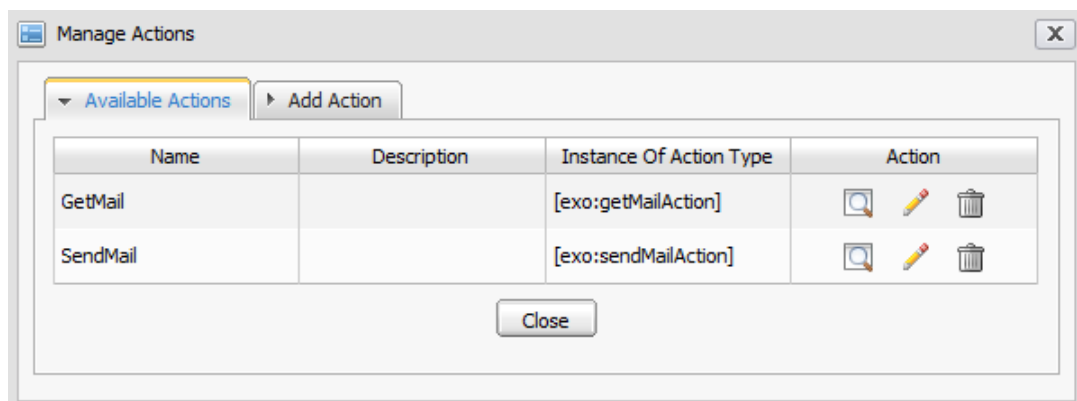 Manage Actions
X
Available Actions Add Action
Name Description Instance Of Action Type Action
GetMail [exo:getMailAction]
SendMail [exo:sendMailAction]
Close